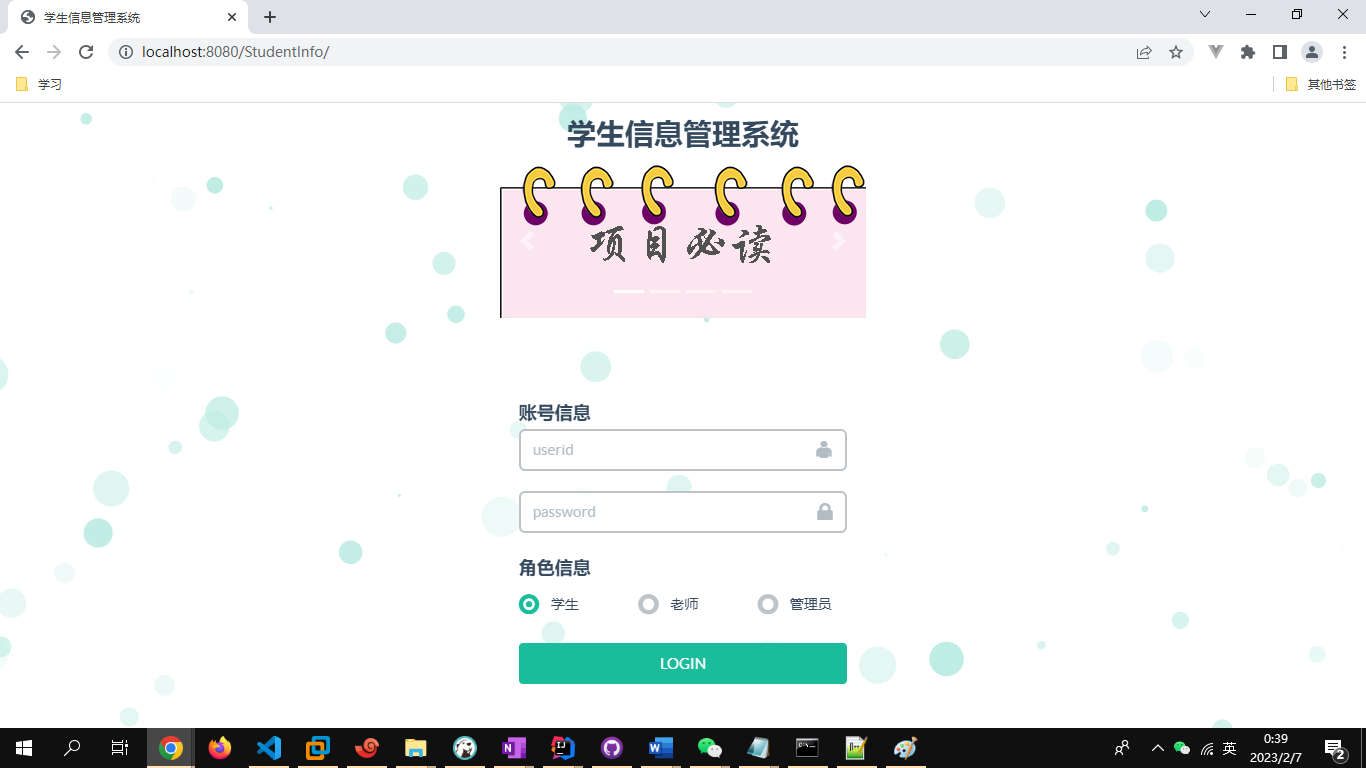 学生信息管理系统
localhost:8080/StudentInfo/
学习
其他书签
学生信息管理系统
项目必读
账号信息
userid
password
角色信息
学生 老师 管理员
LOGIN
英
0:39
2023/2/7
2